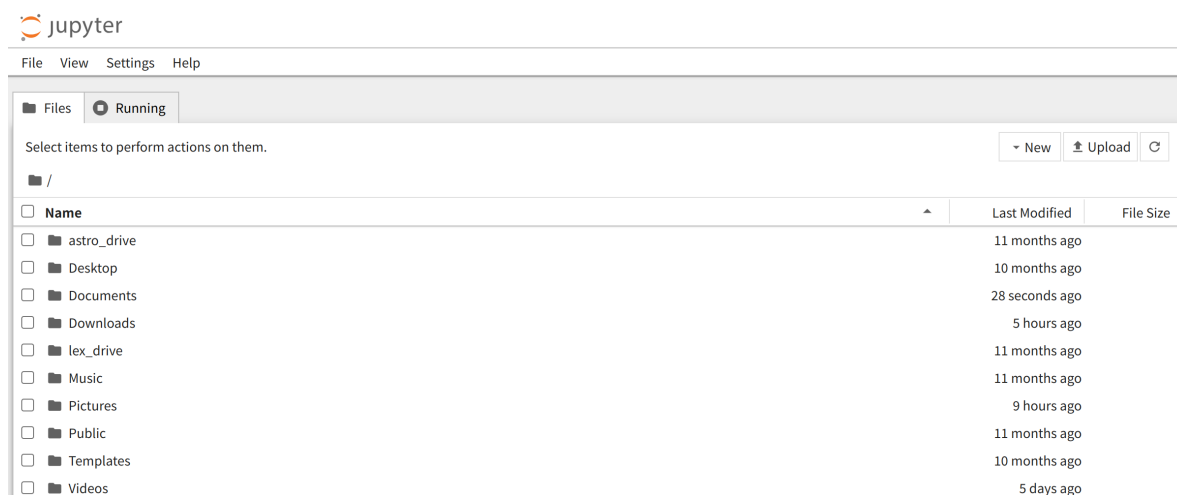 jupyter
File View Settings Help
Files Running
Select items to perform actions on them.
New Upload
/
Name Last Modified File Size
astro_drive 11 months ago
Desktop 10 months ago
Documents 28 seconds ago
Downloads 5 hours ago
lex_drive 11 months ago
Music 11 months ago
Pictures 9 hours ago
Public 11 months ago
Templates 10 months ago
Videos 5 days ago